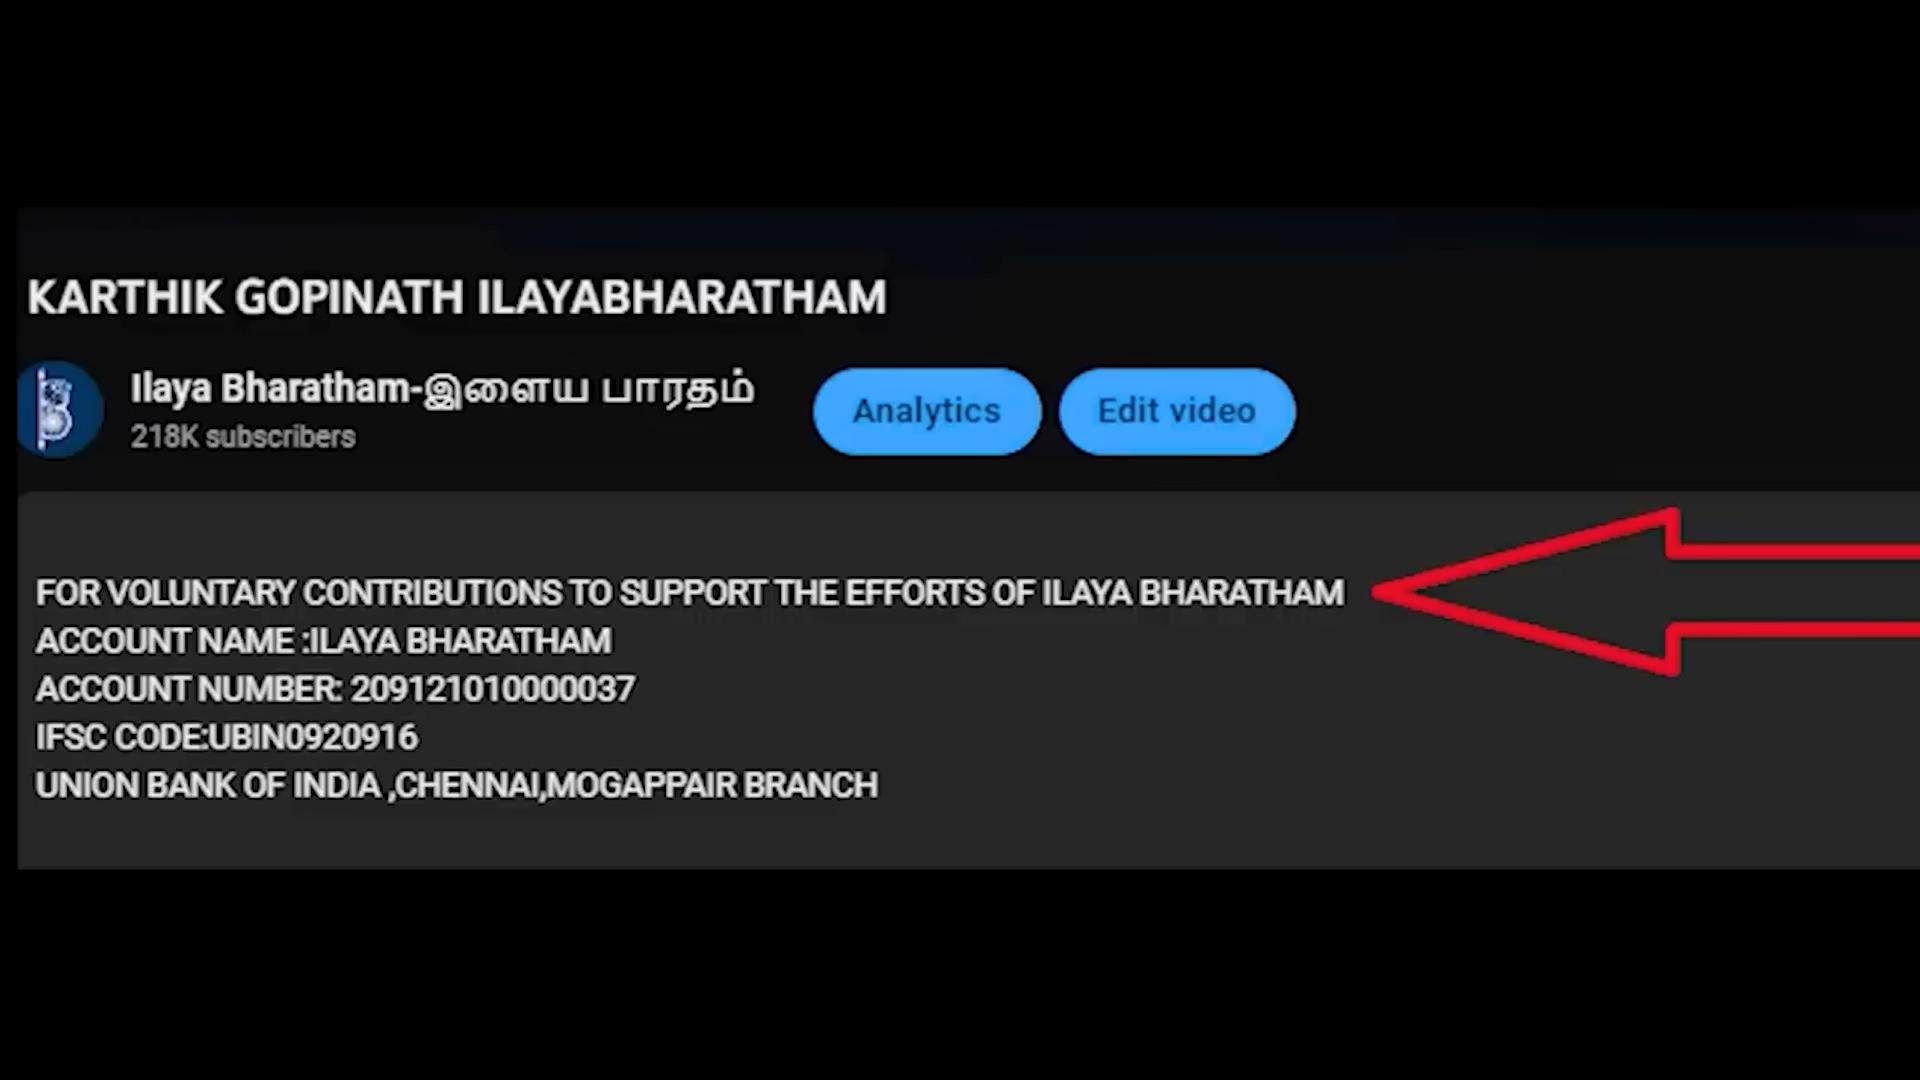 KARTHIK GOPINATH ILAYABHARATHAM
Ilaya Bharatham-இளைய பாரதம்
218K subscribers
Analytics
Edit video
FOR VOLUNTARY CONTRIBUTIONS TO SUPPORT THE EFFORTS OF ILAYA BHARATHAM
ACCOUNT NAME :ILAYA BHARATHAM
ACCOUNT NUMBER: 209121010000037
IFSC CODE:UBIN0920916
UNION BANK OF INDIA ,CHENNAI,MOGAPPAIR BRANCH